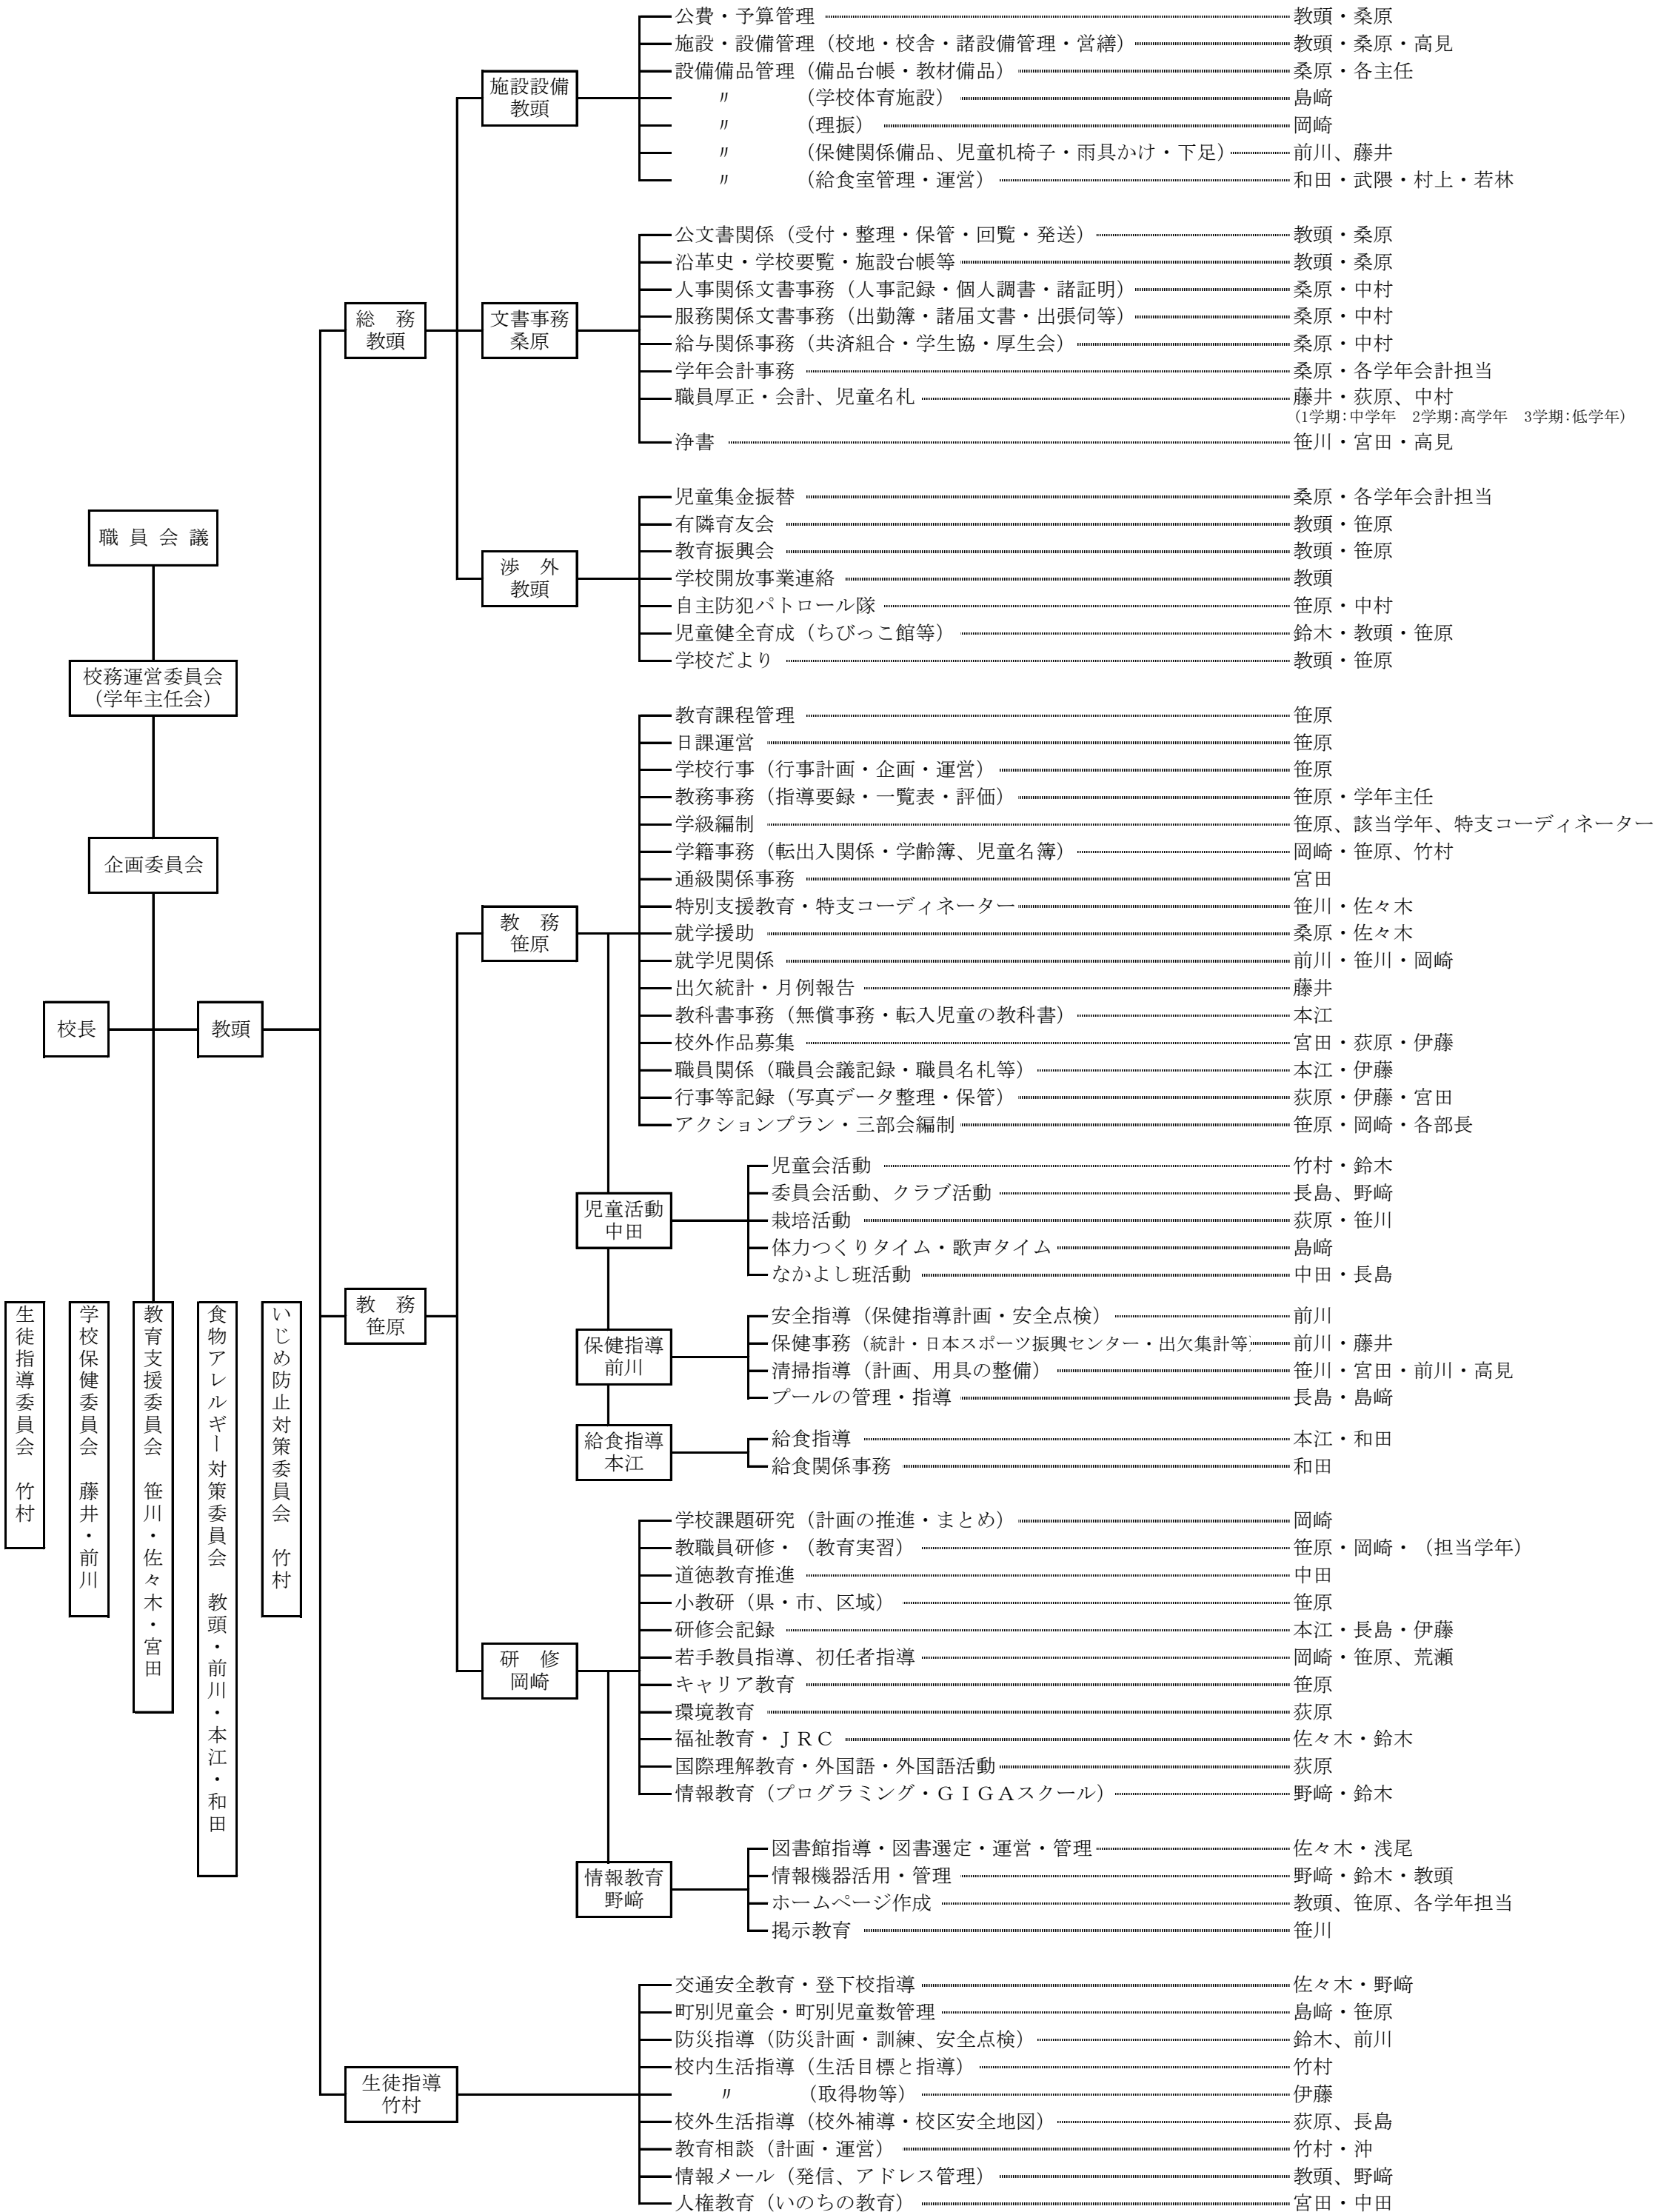 公費・予算管理 教頭・桑原
施設・設備管理（校地・校舎・諸設備管理・営繕） 教頭・桑原・高見
施設設備
教頭
設備備品管理（備品台帳・教材備品） 桑原・各主任
〃 （学校体育施設） 島﨑
〃 （理振） 岡崎
〃 （保健関係備品、児童机椅子・雨具かけ・下足） 前川、藤井
〃 （給食室管理・運営） 和田・武隈・村上・若林
公文書関係（受付・整理・保管・回覧・発送） 教頭・桑原
沿革史・学校要覧・施設台帳等 教頭・桑原
人事関係文書事務（人事記録・個人調書・諸証明） 桑原・中村
総　務
教頭
文書事務
桑原
服務関係文書事務（出勤簿・諸届文書・出張伺等） 桑原・中村
給与関係事務（共済組合・学生協・厚生会） 桑原・中村
学年会計事務 桑原・各学年会計担当
職員厚正・会計、児童名札 藤井・荻原、中村
（1学期：中学年　2学期：高学年　3学期：低学年）
浄書 笹川・宮田・高見
児童集金振替 桑原・各学年会計担当
有隣育友会 教頭・笹原
教育振興会 教頭・笹原
職 員 会 議
渉　外
教頭
学校開放事業連絡 教頭
自主防犯パトロール隊 笹原・中村
児童健全育成（ちびっこ館等） 鈴木・教頭・笹原
学校だより 教頭・笹原
校務運営委員会
（学年主任会）
教育課程管理 笹原
日課運営 笹原
学校行事（行事計画・企画・運営） 笹原
教務事務（指導要録・一覧表・評価） 笹原・学年主任
学級編制 笹原、該当学年、特支コーディネーター
企画委員会
学籍事務（転出入関係・学齢簿、児童名簿） 岡崎・笹原、竹村
通級関係事務 宮田
特別支援教育・特支コーディネーター 笹川・佐々木
教　務
笹原
就学援助 桑原・佐々木
就学児関係 前川・笹川・岡崎
出欠統計・月例報告 藤井
教科書事務（無償事務・転入児童の教科書） 本江
校長
教頭
校外作品募集 宮田・荻原・伊藤
職員関係（職員会議記録・職員名札等） 本江・伊藤
行事等記録（写真データ整理・保管） 荻原・伊藤・宮田
アクションプラン・三部会編制 笹原・岡崎・各部長
児童会活動 竹村・鈴木
委員会活動、クラブ活動 長島、野﨑
児童活動
中田
栽培活動 荻原・笹川
体力つくりタイム・歌声タイム 島﨑
なかよし班活動 中田・長島
教　務
笹原
安全指導（保健指導計画・安全点検） 前川
保健事務（統計・日本スポーツ振興センター・出欠集計等） 前川・藤井
保健指導
前川
清掃指導（計画、用具の整備） 笹川・宮田・前川・高見
プールの管理・指導 長島・島﨑
給食指導
本江
給食指導 本江・和田
給食関係事務 和田
生徒指導委員会　竹村
学校保健委員会　藤井・前川
教育支援委員会　笹川・佐々木・宮田
食物アレルギー対策委員会　教頭・前川・本江・和田
いじめ防止対策委員会　竹村
学校課題研究（計画の推進・まとめ） 岡崎
教職員研修・（教育実習） 笹原・岡崎・（担当学年）
道徳教育推進 中田
小教研（県・市、区域） 笹原
研修会記録 本江・長島・伊藤
研　修
岡崎
若手教員指導、初任者指導 岡崎・笹原、荒瀬
キャリア教育 笹原
環境教育 荻原
福祉教育・ＪＲＣ 佐々木・鈴木
国際理解教育・外国語・外国語活動 荻原
情報教育（プログラミング・ＧＩＧＡスクール） 野﨑・鈴木
図書館指導・図書選定・運営・管理 佐々木・浅尾
情報教育
野﨑
情報機器活用・管理 野﨑・鈴木・教頭
ホームページ作成 教頭、笹原、各学年担当
掲示教育 笹川
交通安全教育・登下校指導 佐々木・野﨑
町別児童会・町別児童数管理 島﨑・笹原
防災指導（防災計画・訓練、安全点検） 鈴木、前川
校内生活指導（生活目標と指導） 竹村
生徒指導
竹村
〃 （取得物等） 伊藤
校外生活指導（校外補導・校区安全地図） 荻原、長島
教育相談（計画・運営） 竹村・沖
情報メール（発信、アドレス管理） 教頭、野﨑
人権教育（いのちの教育） 宮田・中田